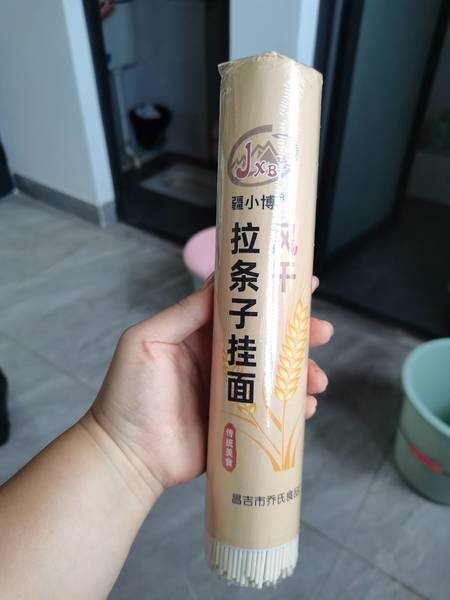 JXB
疆小博
风干
拉条子挂面
传统美食
昌吉市乔氏食品